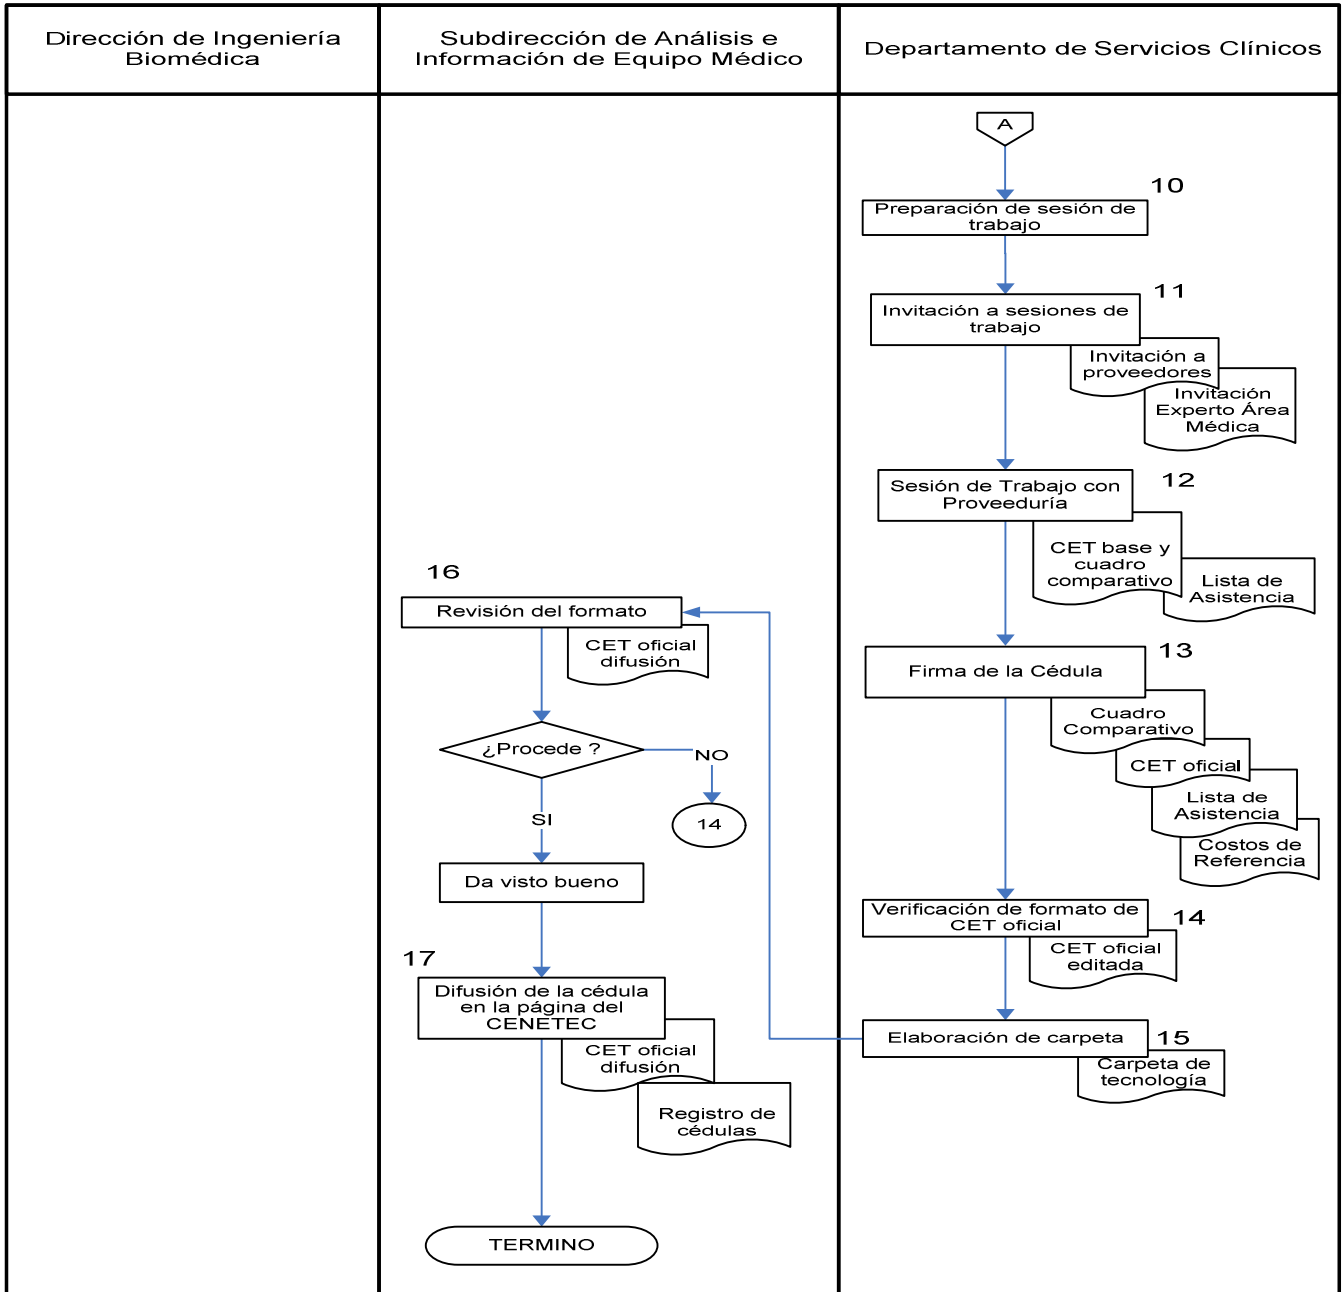 Dirección de Ingeniería
Biomédica
Subdirección de Análisis e
Información de Equipo Médico
Departamento de Servicios Clínicos
A
10
Preparación de sesión de
trabajo
11
Invitación a sesiones de
trabajo
Invitación a
proveedores
Invitación
Experto Área
Médica
12
Sesión de Trabajo con
Proveeduría
CET base y
cuadro
comparativo
Lista de
Asistencia
13
Firma de la Cédula
Cuadro
Comparativo
CET oficial
Lista de
Asistencia
Costos de
Referencia
14
Verificación de formato de
CET oficial
CET oficial
editada
15
Elaboración de carpeta
Carpeta de
tecnología
16
Revisión del formato
CET oficial
difusión
¿Procede ?
NO
14
SI
Da visto bueno
17
Difusión de la cédula
en la página del
CENETEC
CET oficial
difusión
Registro de
cédulas
TERMINO